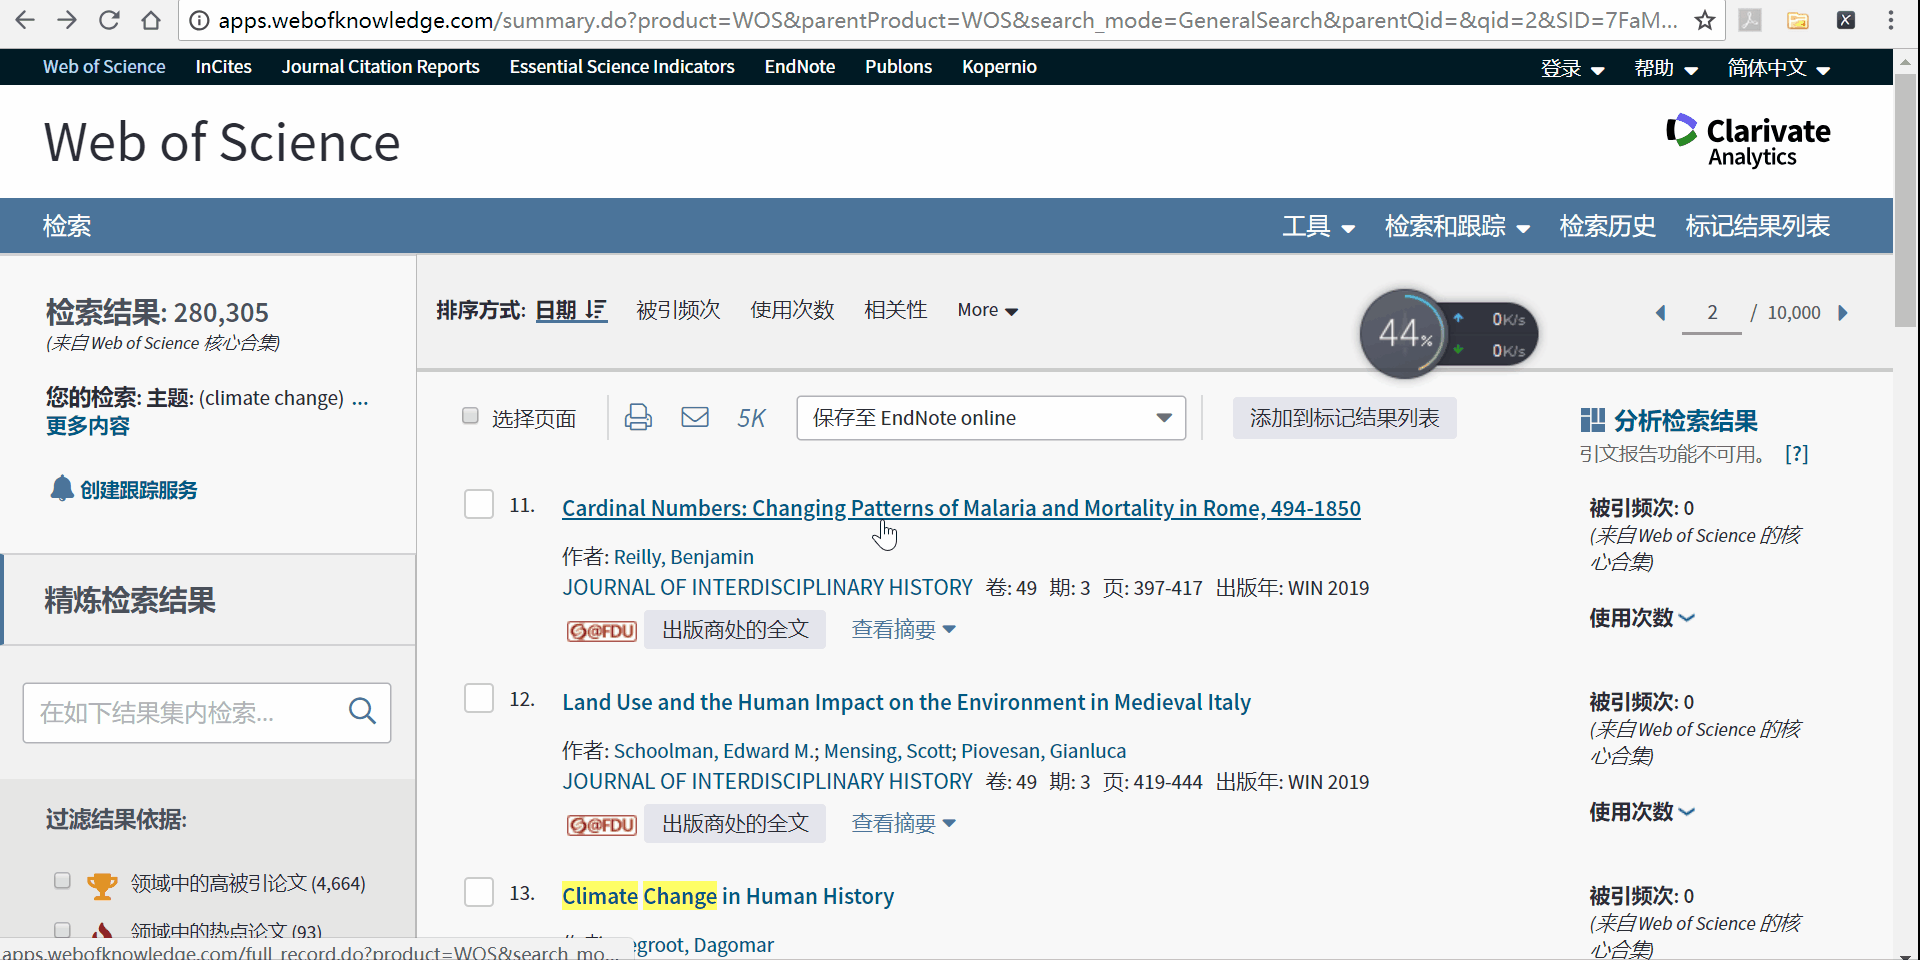 apps.webofknowledge.com/summary.do?product=WOS&parentProduct=WOS&search_mode=GeneralSearch&parentQid=&qid=2&SID=7FaM...
Web of Science InCites Journal Citation Reports Essential Science Indicators EndNote Publons Kopernio 登录 帮助 简体中文
Web of Science
Clarivate
Analytics
检索 工具 检索和跟踪 检索历史 标记结果列表
检索结果: 280,305
(来自 Web of Science 核心合集)
您的检索: 主题: (climate change) ...
更多内容
创建跟踪服务
精炼检索结果
在如下结果集内检索...
过滤结果依据:
领域中的高被引论文 (4,664)
领域中的热点论文 (93)
排序方式: 日期 被引频次 使用次数 相关性 More
44%
0K/s
0K/s
2 / 10,000
选择页面 5K 保存至 EndNote online 添加到标记结果列表
分析检索结果
引文报告功能不可用。 [?]
11. Cardinal Numbers: Changing Patterns of Malaria and Mortality in Rome, 494-1850
作者: Reilly, Benjamin
JOURNAL OF INTERDISCIPLINARY HISTORY 卷: 49 期: 3 页: 397-417 出版年: WIN 2019
@FDU 出版商处的全文 查看摘要
被引频次: 0
(来自 Web of Science 的核
心合集)
使用次数
12. Land Use and the Human Impact on the Environment in Medieval Italy
作者: Schoolman, Edward M.; Mensing, Scott; Piovesan, Gianluca
JOURNAL OF INTERDISCIPLINARY HISTORY 卷: 49 期: 3 页: 419-444 出版年: WIN 2019
@FDU 出版商处的全文 查看摘要
被引频次: 0
(来自 Web of Science 的核
心合集)
使用次数
13. Climate Change in Human History
egroot, Dagomar
被引频次: 0
(来自 Web of Science 的核
心合集)
apps.webofknowledge.com/full_record.do?product=WOS&search_mo...